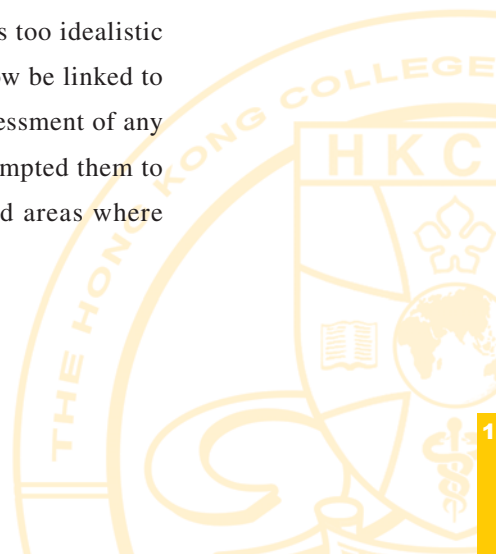 s too idealistic
w be linked to
essment of any
mpted them to
d areas where
THE HONG KONG COLLEGE
HKC
1